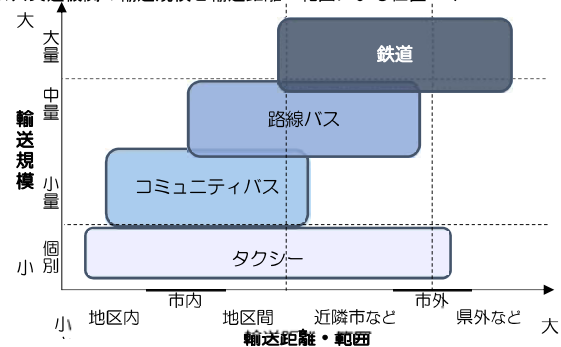 大
大量
鉄道
中量
路線バス
輸送規模
小量
コミュニティバス
個別
タクシー
小
市内
市外
小
地区内
地区間
近隣市など
県外など
大
輸送距離・範囲